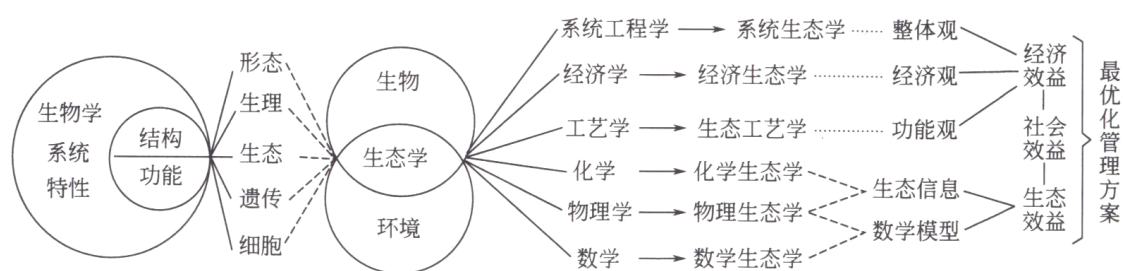 生物学
系统
特性
结构
功能
形态
生理
生态
遗传
细胞
生物
生态学
环境
系统工程学 系统生态学 整体观
经济学 经济生态学 经济观
工艺学 生态工艺学 功能观
化学 化学生态学
物理学 物理生态学
数学 数学生态学
生态信息
数学模型
经济
效益
社会
效益
生态
效益
最优化管理方案